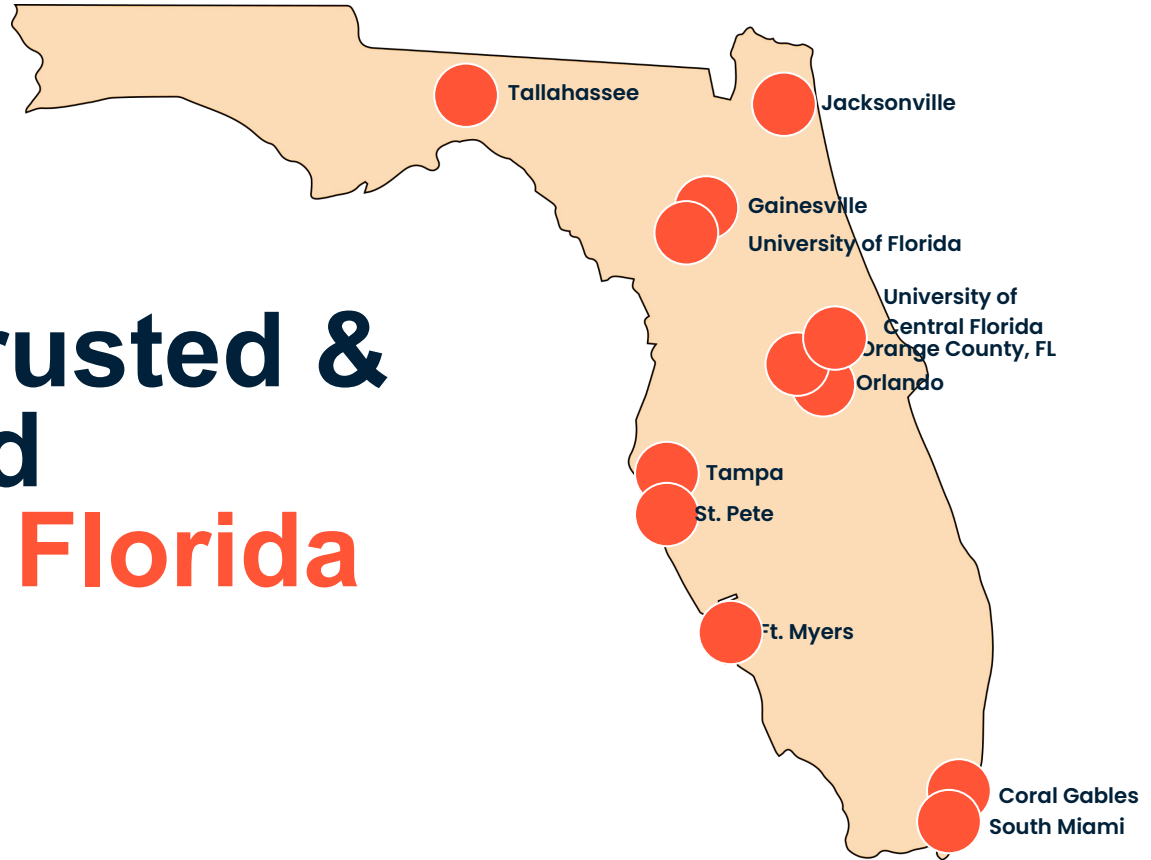 Tallahassee
Jacksonville
Gainesville
University of Florida
University of
Central Florida
Orange County, FL
Orlando
rusted &
d
Florida
Tampa
St. Pete
Ft. Myers
Coral Gables
South Miami